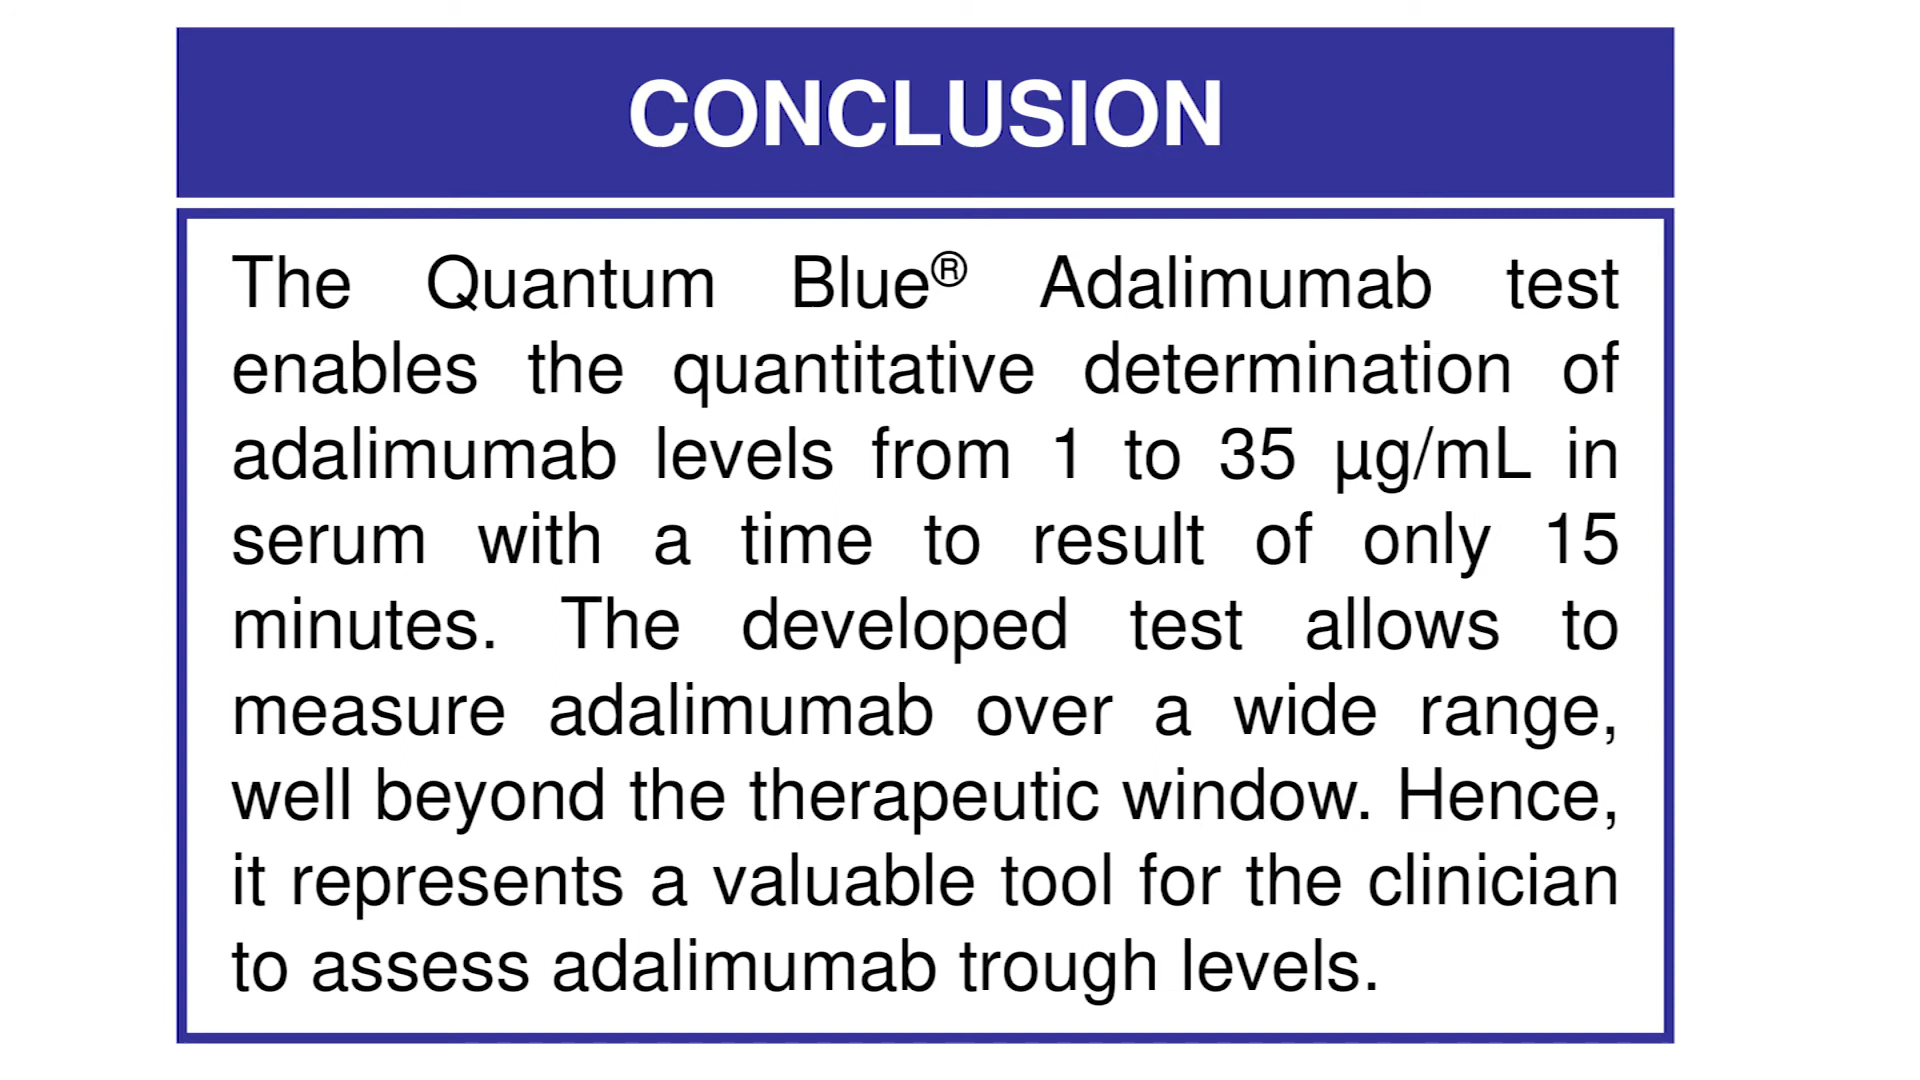 CONCLUSION
The Quantum Blue® Adalimumab test
enables the quantitative determination of
adalimumab levels from 1 to 35 µg/mL in
serum with a time to result of only 15
minutes. The developed test allows to
measure adalimumab over a wide range,
well beyond the therapeutic window. Hence,
it represents a valuable tool for the clinician
to assess adalimumab trough levels.